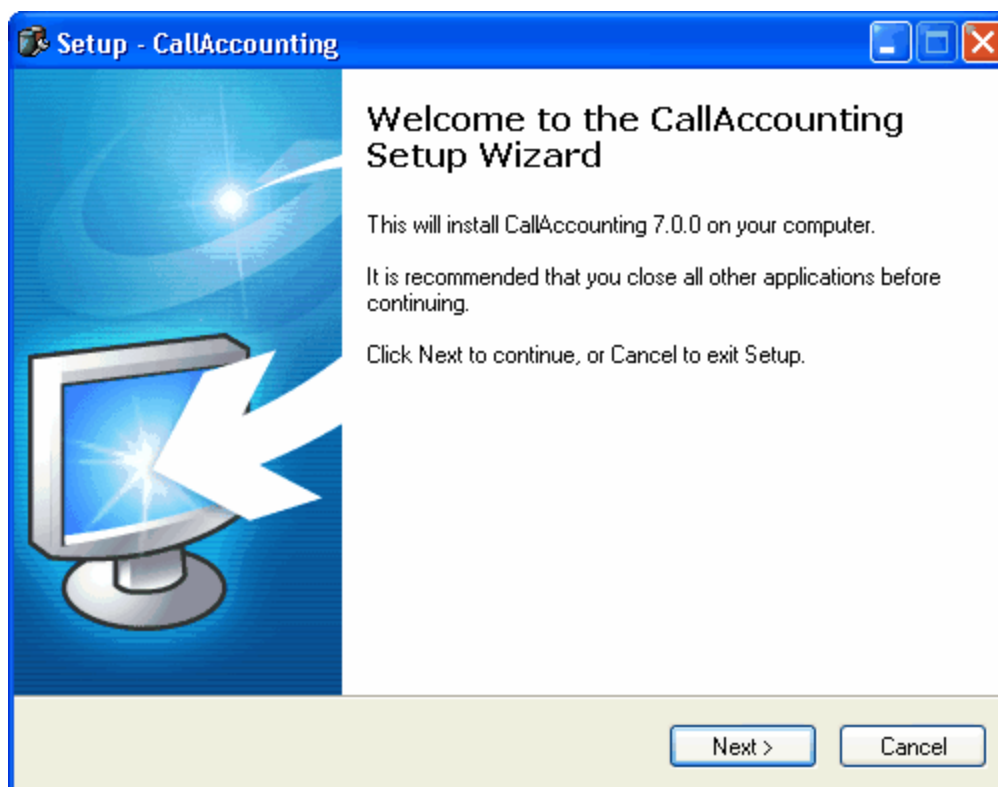 Setup - CallAccounting
Welcome to the CallAccounting
Setup Wizard
This will install CallAccounting 7.0.0 on your computer.
It is recommended that you close all other applications before
continuing.
Click Next to continue, or Cancel to exit Setup.
Next >
Cancel